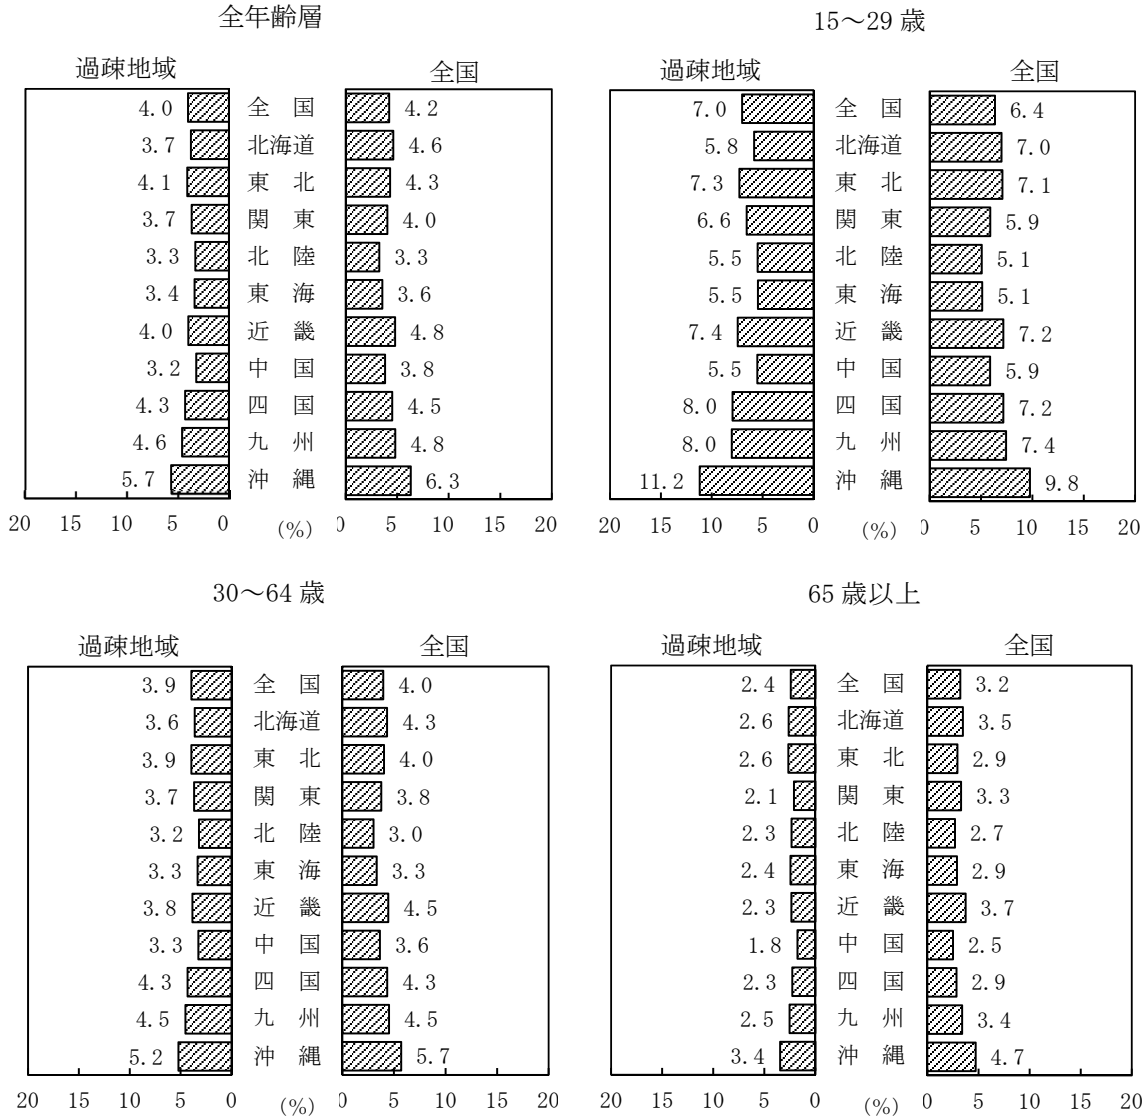 全年齢層
過疎地域 全国
4.0 全国 4.2
3.7 北海道 4.6
4.1 東北 4.3
3.7 関東 4.0
3.3 北陸 3.3
3.4 東海 3.6
4.0 近畿 4.8
3.2 中国 3.8
4.3 四国 4.5
4.6 九州 4.8
5.7 沖縄 6.3
20 15 10 5 0 (%) 0 5 10 15 20
15～29歳
過疎地域 全国
7.0 全国 6.4
5.8 北海道 7.0
7.3 東北 7.1
6.6 関東 5.9
5.5 北陸 5.1
5.5 東海 5.1
7.4 近畿 7.2
5.5 中国 5.9
8.0 四国 7.2
8.0 九州 7.4
11.2 沖縄 9.8
20 15 10 5 0 (%) 0 5 10 15 20
30～64歳
過疎地域 全国
3.9 全国 4.0
3.6 北海道 4.3
3.9 東北 4.0
3.7 関東 3.8
3.2 北陸 3.0
3.3 東海 3.3
3.8 近畿 4.5
3.3 中国 3.6
4.3 四国 4.3
4.5 九州 4.5
5.2 沖縄 5.7
20 15 10 5 0 (%) 0 5 10 15 20
65歳以上
過疎地域 全国
2.4 全国 3.2
2.6 北海道 3.5
2.6 東北 2.9
2.1 関東 3.3
2.3 北陸 2.7
2.4 東海 2.9
2.3 近畿 3.7
1.8 中国 2.5
2.3 四国 2.9
2.5 九州 3.4
3.4 沖縄 4.7
20 15 10 5 0 (%) 0 5 10 15 20